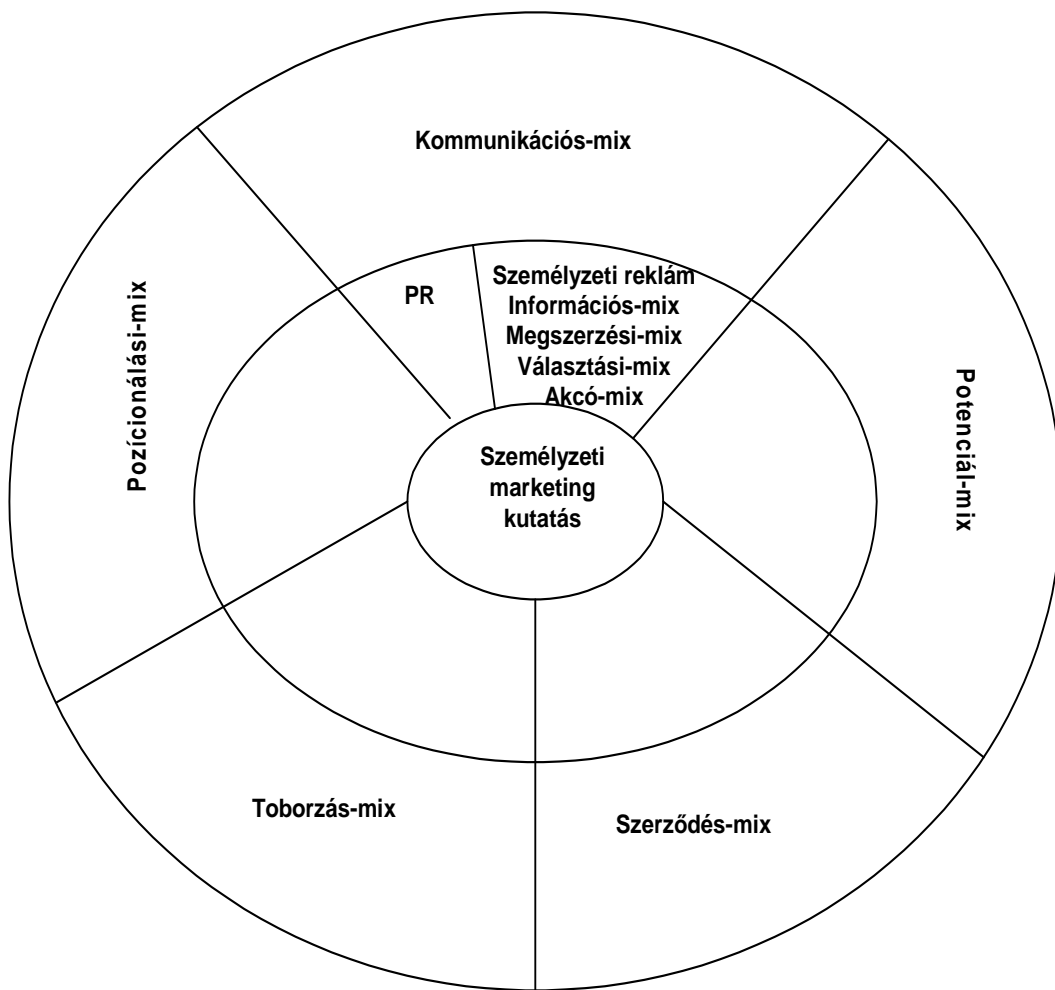 Kommunikációs-mix
PR
Személyzeti reklám
Információs-mix
Megszerzési-mix
Választási-mix
Akcó-mix
Pozícionálási-mix
Potenciál-mix
Személyzeti
marketing
kutatás
Toborzás-mix
Szerződés-mix